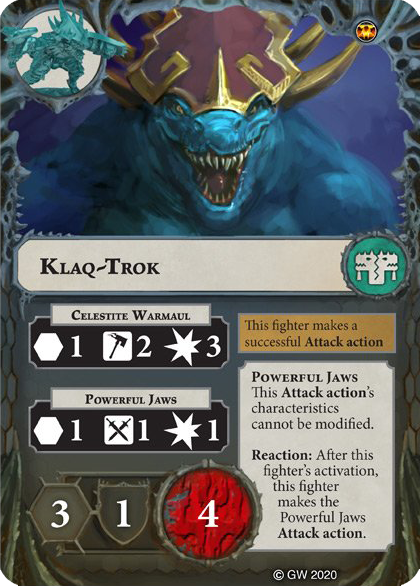 Klaq-Trok
Celestite Warmaul
1 2 3
This fighter makes a
successful Attack action
Powerful Jaws
1 1 1
Powerful Jaws
This Attack action's
characteristics
cannot be modified.
Reaction: After this
fighter's activation,
this fighter
makes the
Powerful Jaws
Attack action.
3 1 4
© GW 2020